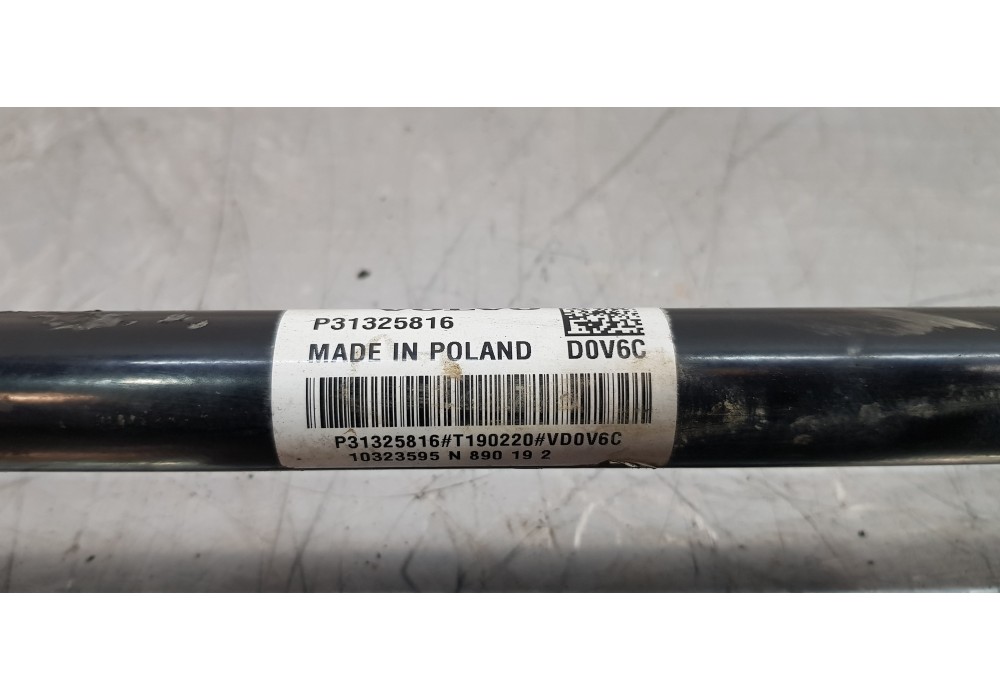 P31325816
MADE IN POLAND D0V6C
P31325816#T190220#VD0V6C
10323595 N 890 19 2